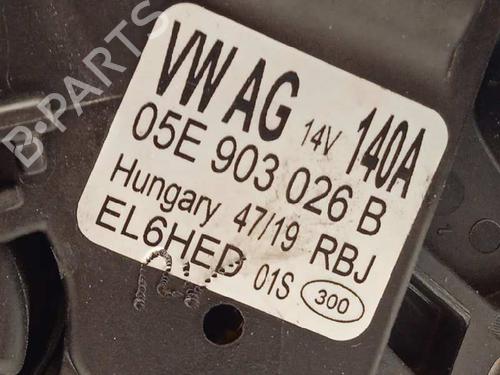 B-PARTS
VW AG 14V 140A
05E 903 026 B
Hungary 47/19 RBJ
EL6HED 01S 300